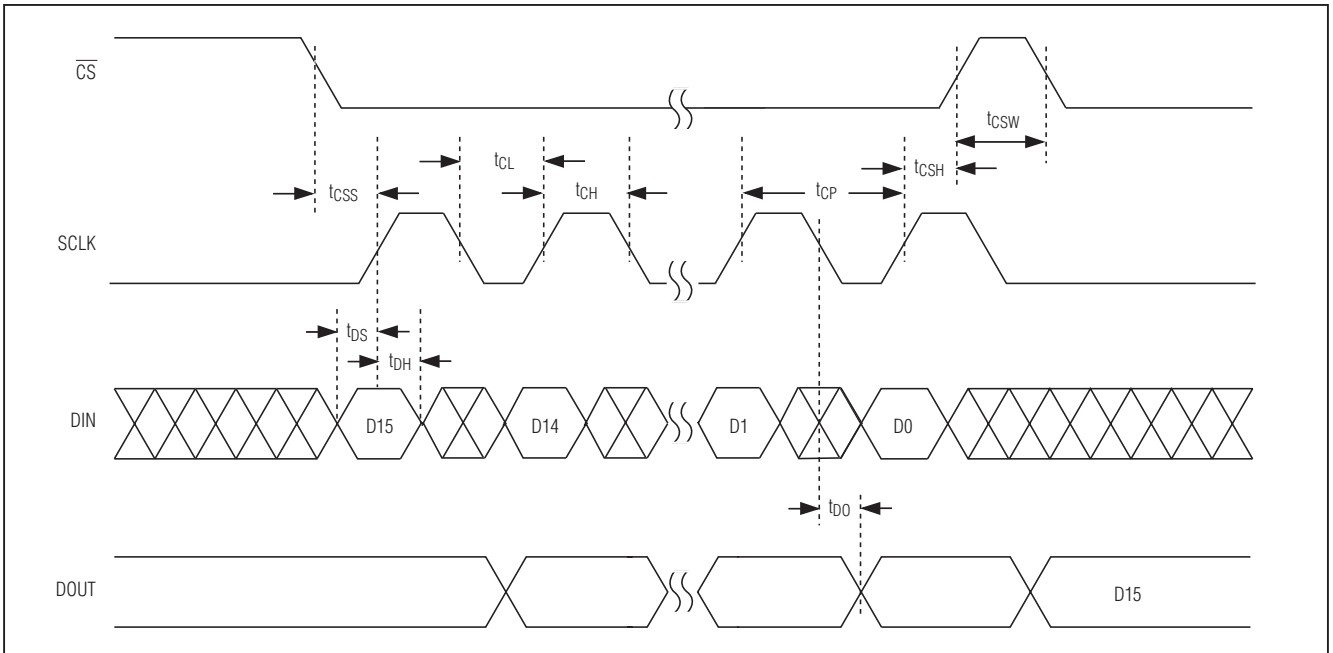 CS
tCSW
tCL
tCSH
tCSS
tCH
tCP
SCLK
tDS
tDH
DIN
D15
D14
D1
D0
tDO
DOUT
D15